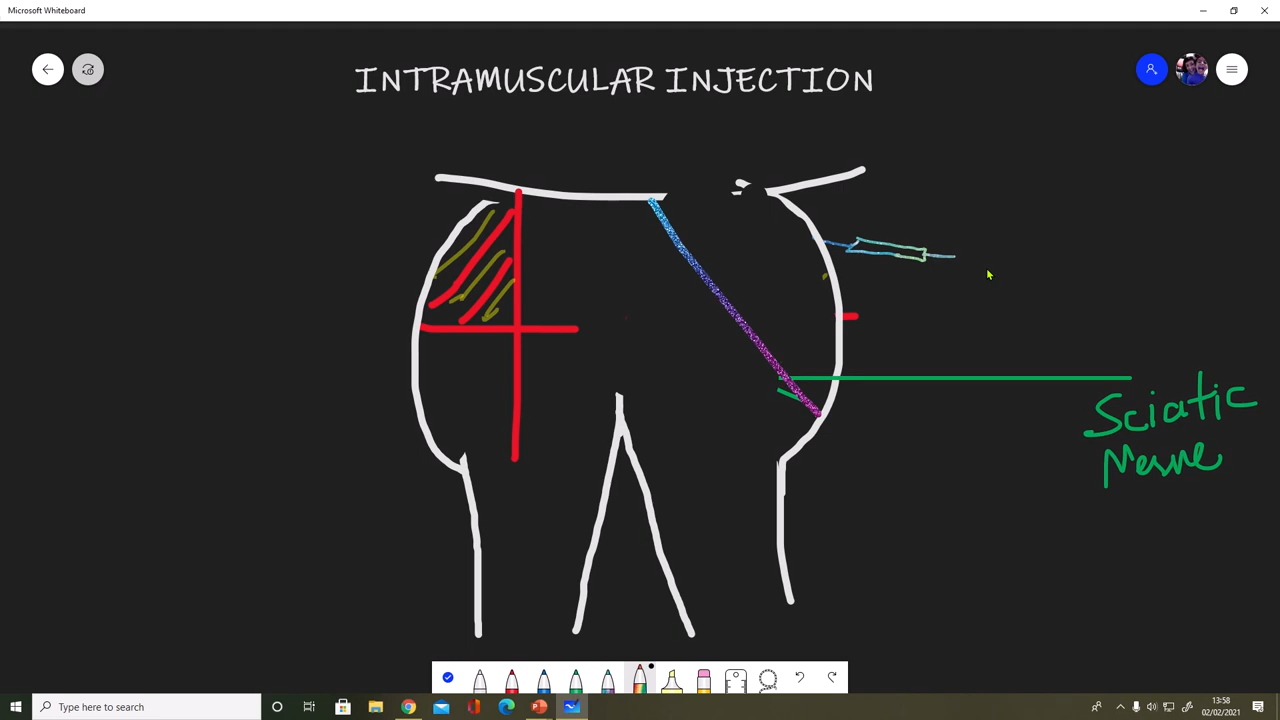 Microsoft Whiteboard
INTRAMUSCULAR INJECTION
Sciatic
Nerve
Type here to search
13:58
02/02/2021